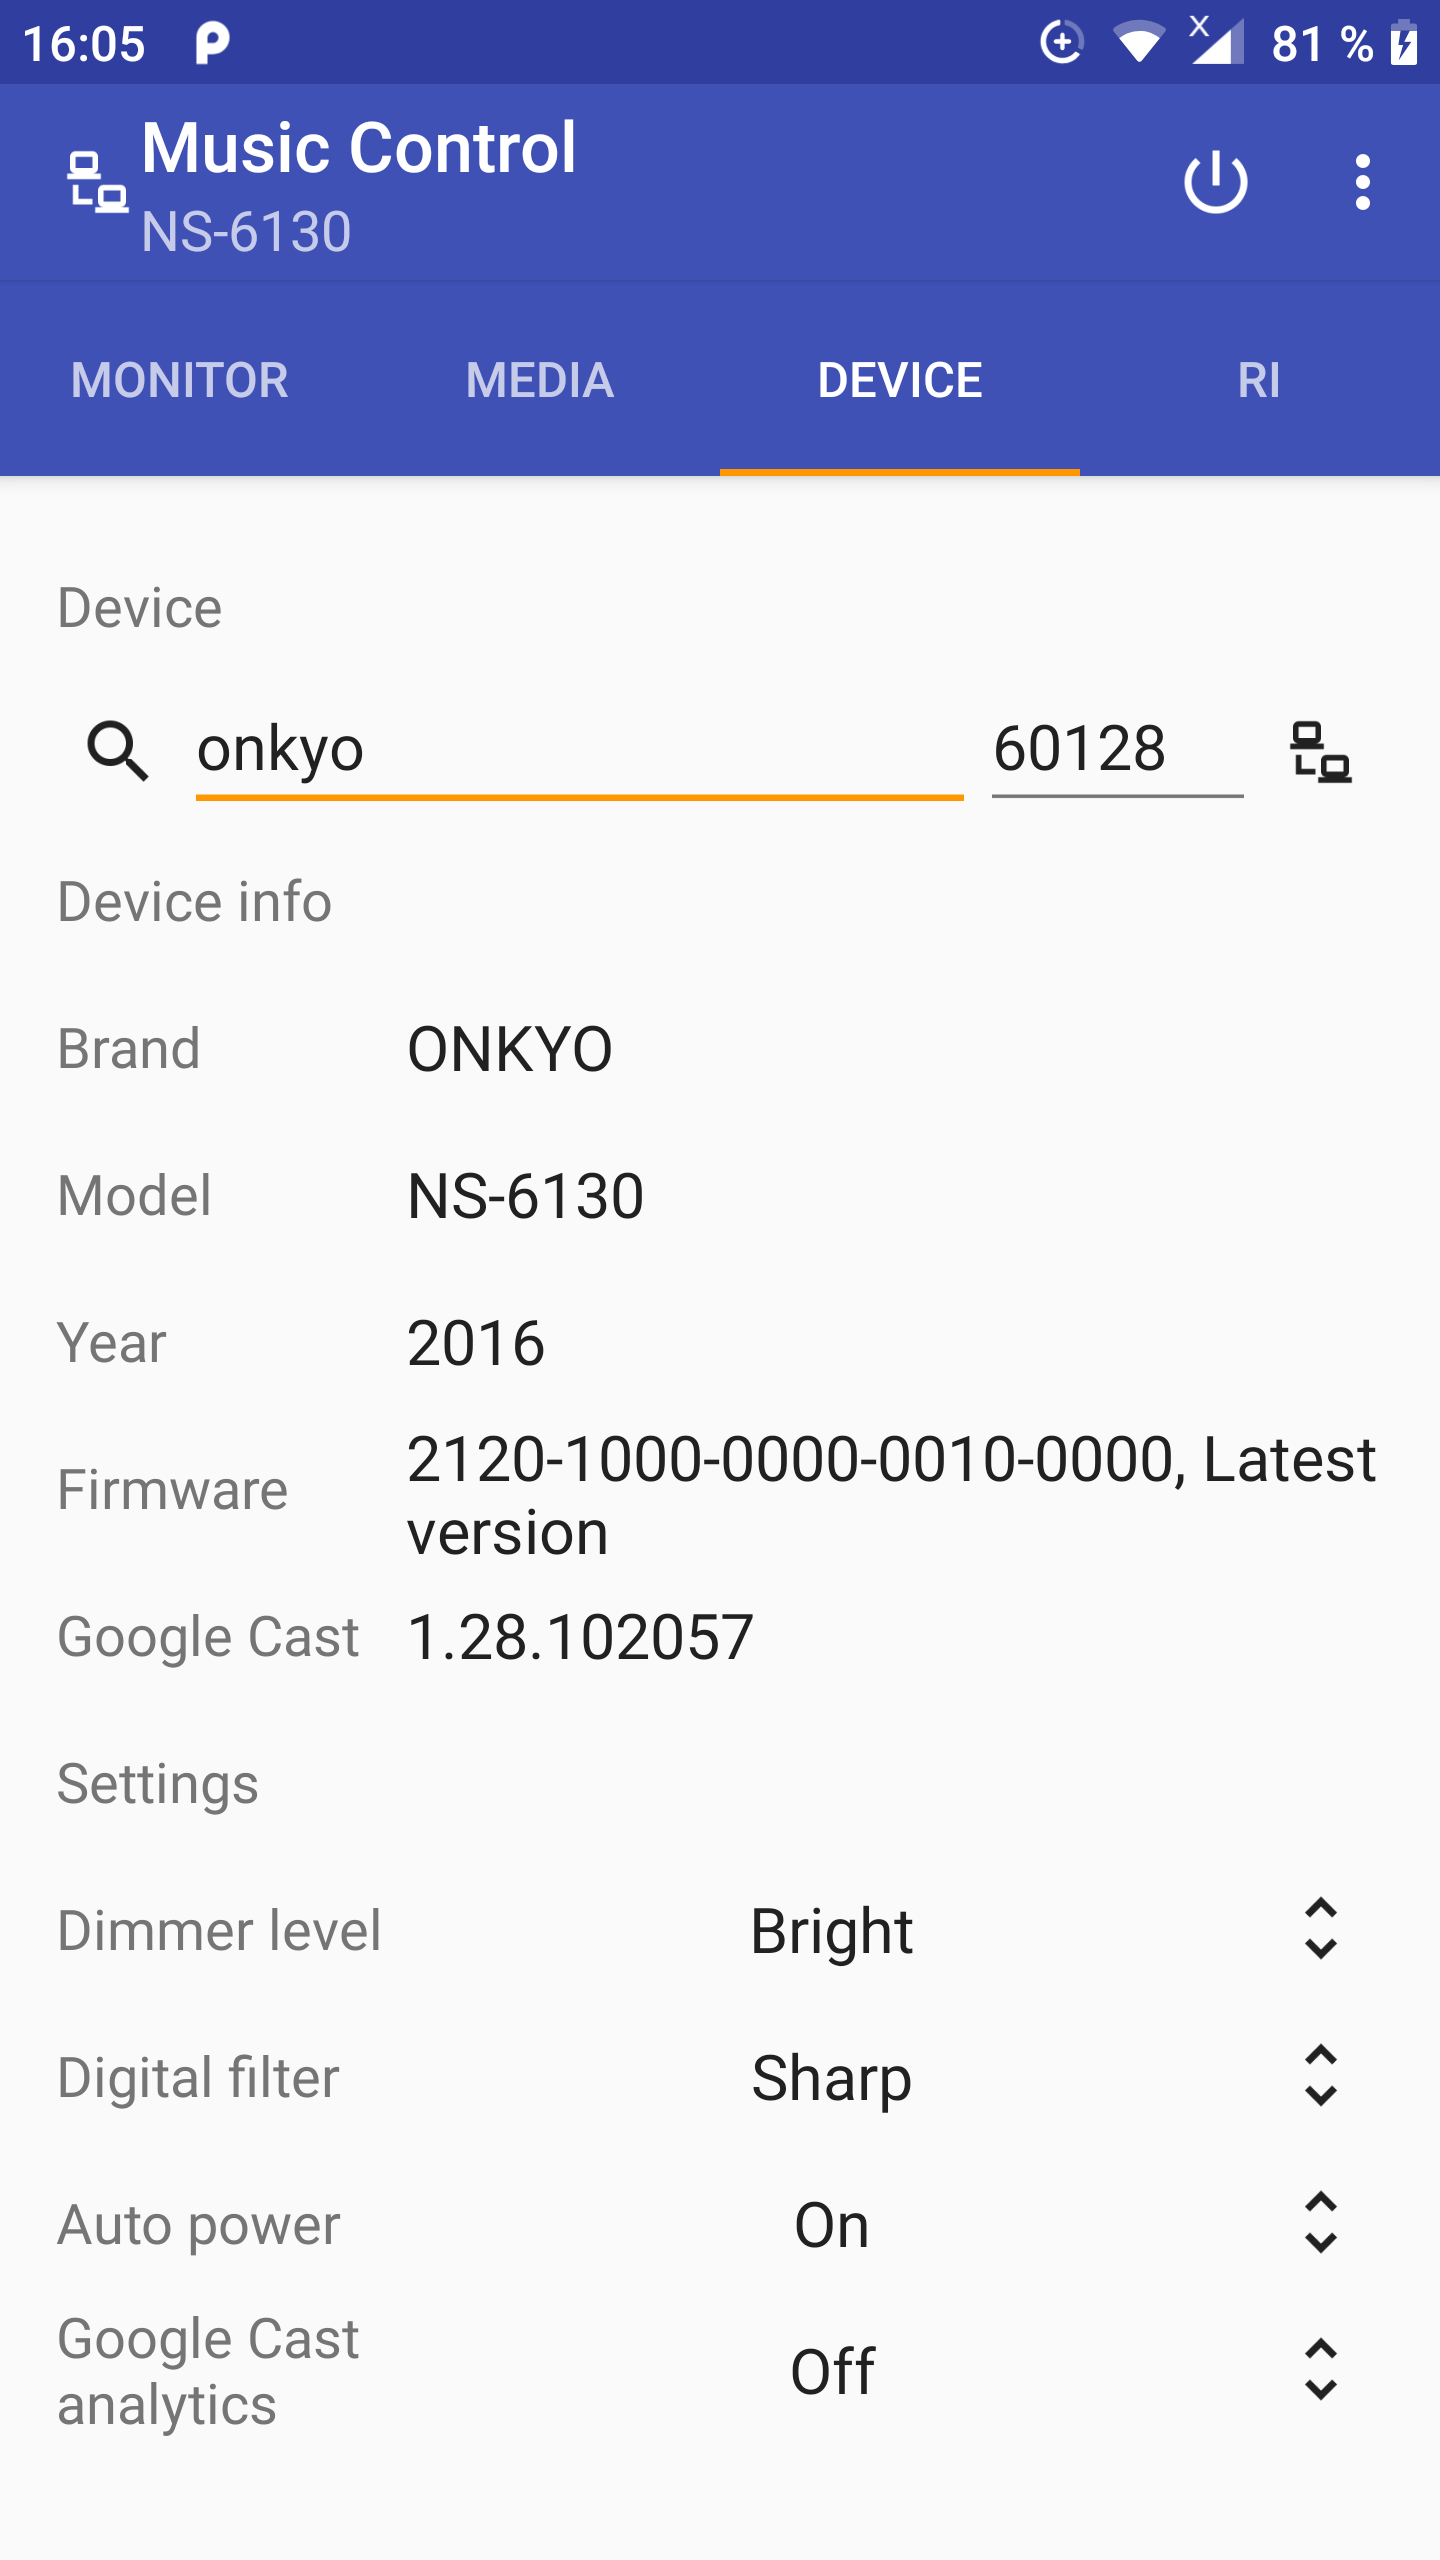 16:05
81 %
Music Control
NS-6130
MONITOR MEDIA DEVICE RI
Device
onkyo 60128
Device info
Brand ONKYO
Model NS-6130
Year 2016
Firmware 2120-1000-0000-0010-0000, Latest
version
Google Cast 1.28.102057
Settings
Dimmer level Bright
Digital filter Sharp
Auto power On
Google Cast
analytics Off